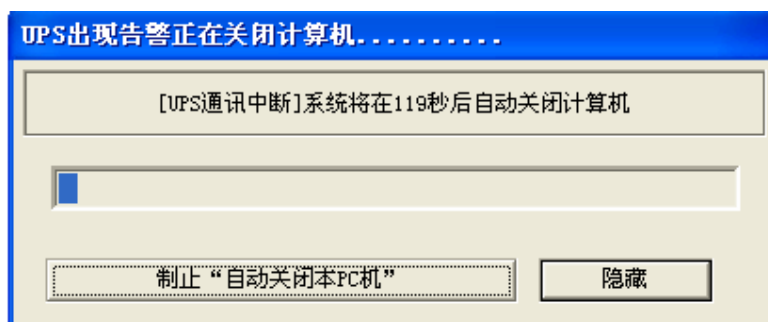 UPS出现告警正在关闭计算机..........
[UPS通讯中断]系统将在119秒后自动关闭计算机
制止“自动关闭本PC机”
隐藏